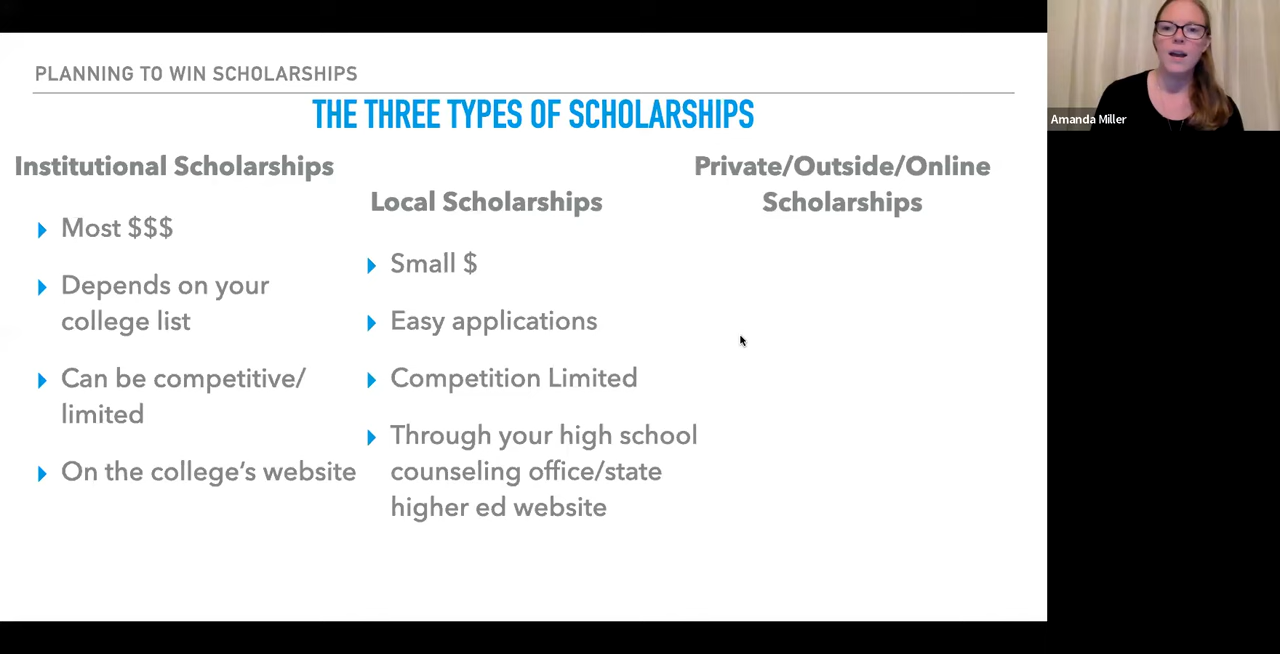 PLANNING TO WIN SCHOLARSHIPS
THE THREE TYPES OF SCHOLARSHIPS
Institutional Scholarships
Most $$$
Depends on your
college list
Can be competitive/
limited
On the college's website
Local Scholarships
Small $
Easy applications
Competition Limited
Through your high school
counseling office/state
higher ed website
Private/Outside/Online
Scholarships
Amanda Miller